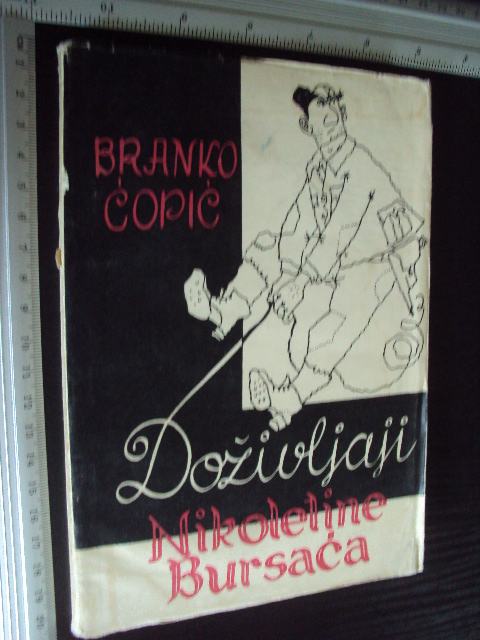 BRANKO
ĆOPIĆ
Doživljaji
Nikoletine
Bursaća